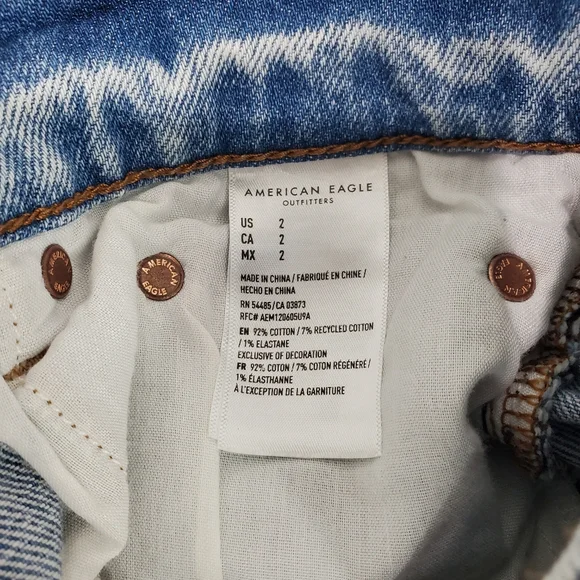 AMERICAN EAGLE
OUTFITTERS
US 2
CA 2
MX 2
MADE IN CHINA / FABRIQUÉ EN CHINE /
HECHO EN CHINA
RN 54485/CA 03873
RFC# AEM120605U9A
EN 92% COTTON / 7% RECYCLED COTTON
/ 1% ELASTANE
EXCLUSIVE OF DECORATION
FR 92% COTON / 7% COTON RÉGÉNÉRÉ /
1% ÉLASTHANNE
À L'EXCEPTION DE LA GARNITURE
AMERICAN
EAGLE
AMERICAN
EAGLE
AMERICAN
EAGLE